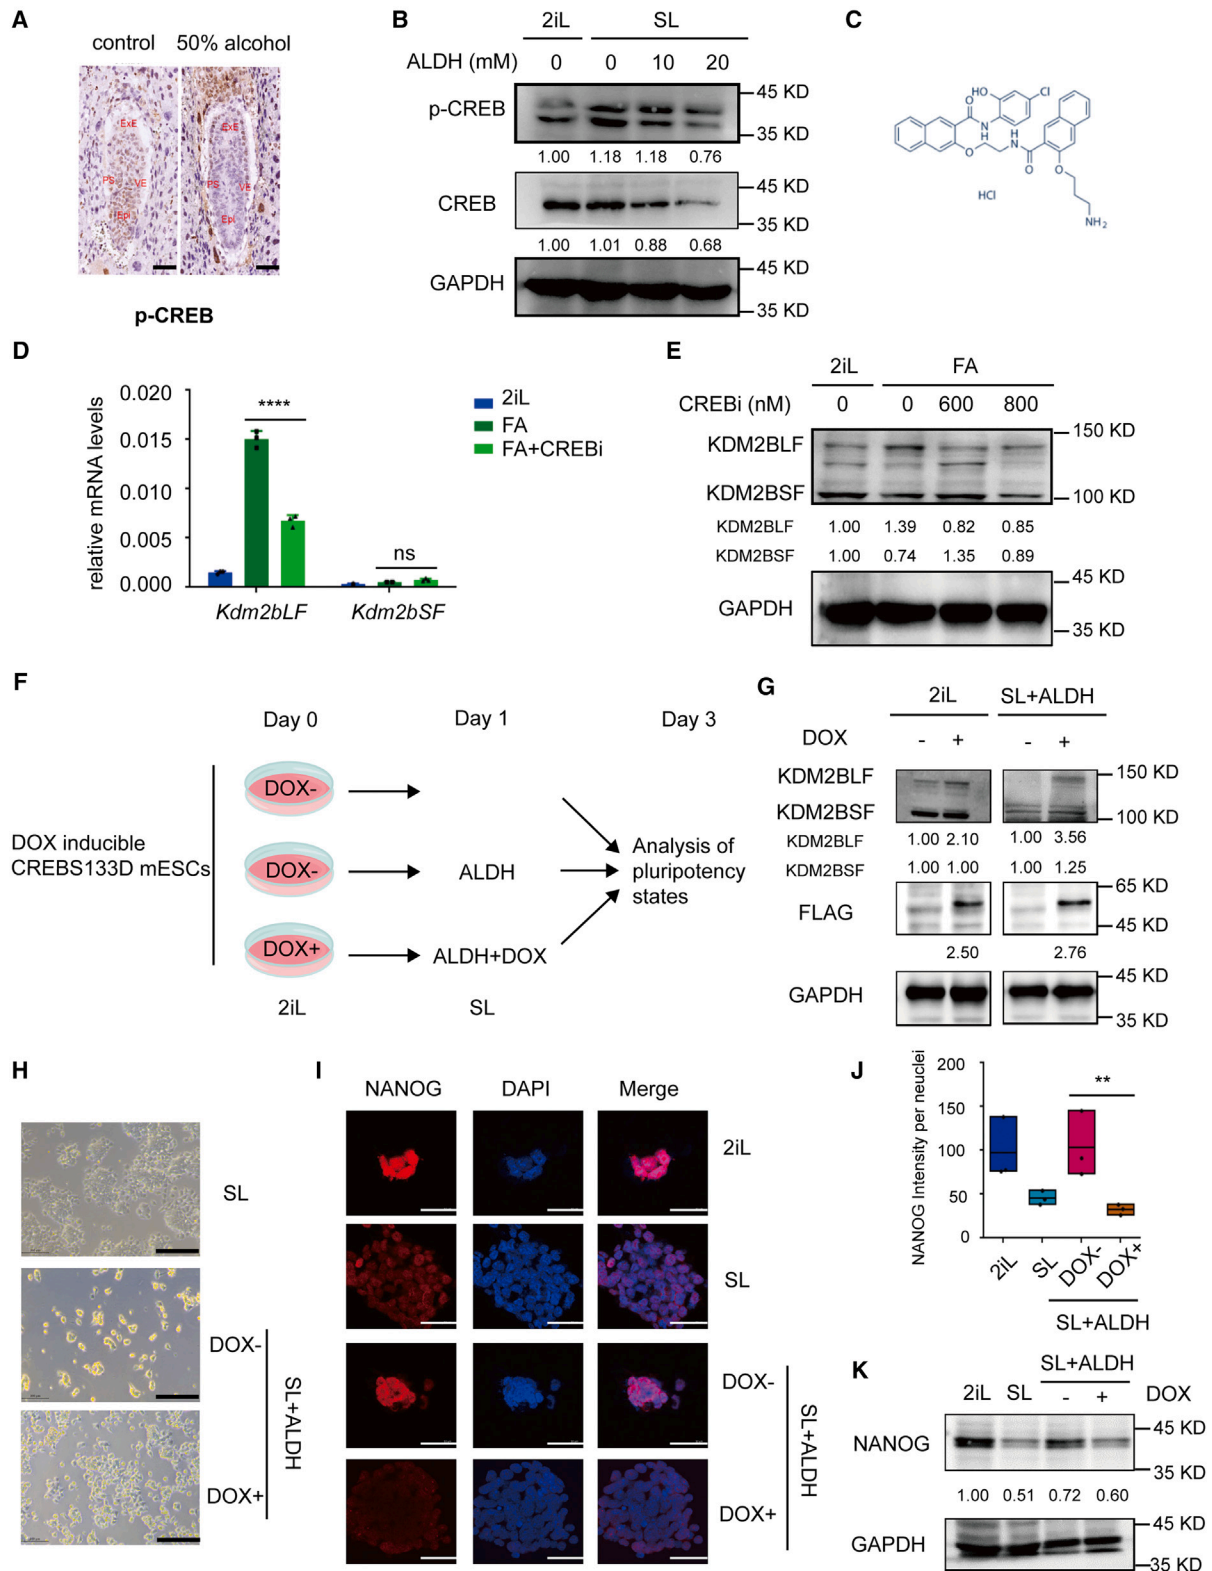 A
control 50% alcohol
ExE ExE
PS VE PS VE
Epi Epi
p-CREB
B
2iL SL
ALDH (mM) 0 0 10 20
p-CREB
45 KD
35 KD
1.00 1.18 1.18 0.76
CREB
45 KD
35 KD
1.00 1.01 0.88 0.68
GAPDH
45 KD
35 KD
C
HO Cl
O
N
H
H
N
O
O
O
HCl
NH2
D
relative mRNA levels
0.020
0.015
0.010
0.005
0.000
****
ns
Kdm2bLF Kdm2bSF
2iL
FA
FA+CREBi
E
2iL FA
CREBi (nM) 0 0 600 800
KDM2BLF
KDM2BSF
150 KD
100 KD
KDM2BLF 1.00 1.39 0.82 0.85
KDM2BSF 1.00 0.74 1.35 0.89
GAPDH
45 KD
35 KD
F
Day 0 Day 1 Day 3
DOX inducible
CREBS133D mESCs
DOX-
DOX- ALDH
DOX+ ALDH+DOX
Analysis of
pluripotency
states
2iL SL
G
2iL SL+ALDH
DOX - + - +
KDM2BLF
KDM2BSF
150 KD
100 KD
KDM2BLF 1.00 2.10 1.00 3.56
KDM2BSF 1.00 1.00 1.00 1.25
FLAG
65 KD
45 KD
2.50 2.76
GAPDH
45 KD
35 KD
H
SL
DOX-
DOX+
SL+ALDH
I
NANOG DAPI Merge
2iL
SL
DOX-
DOX+
SL+ALDH
J
NANOG Intensity per neuclei
200
150
100
50
0
**
2iL SL DOX- DOX+
SL+ALDH
K
SL+ALDH
2iL SL - + DOX
NANOG
45 KD
35 KD
1.00 0.51 0.72 0.60
GAPDH
45 KD
35 KD